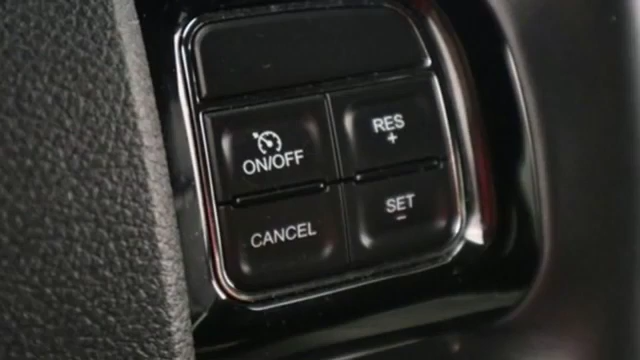 ON/OFF
RES
+
CANCEL
SET
-